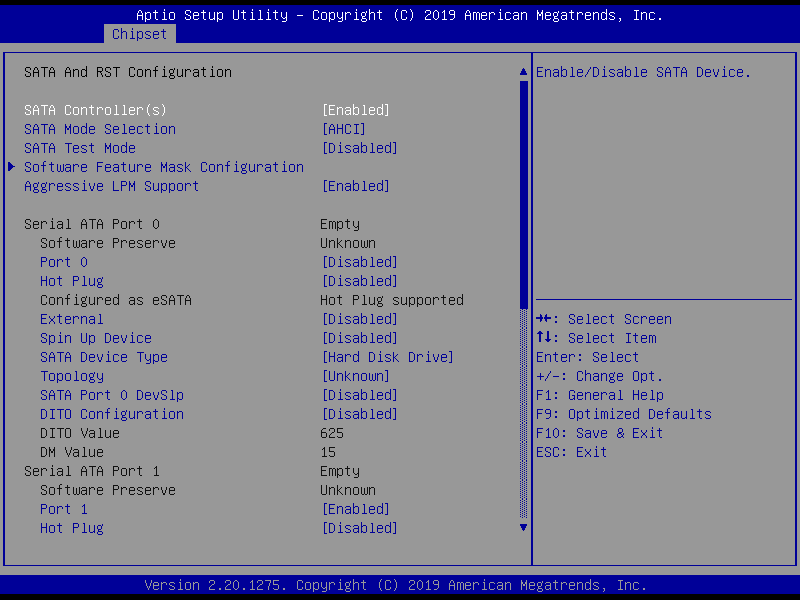 Aptio Setup Utility – Copyright (C) 2019 American Megatrends, Inc.
Chipset
SATA And RST Configuration
SATA Controller(s) [Enabled]
SATA Mode Selection [AHCI]
SATA Test Mode [Disabled]
Software Feature Mask Configuration
Aggressive LPM Support [Enabled]
Serial ATA Port 0 Empty
Software Preserve Unknown
Port 0 [Disabled]
Hot Plug [Disabled]
Configured as eSATA Hot Plug supported
External [Disabled]
Spin Up Device [Disabled]
SATA Device Type [Hard Disk Drive]
Topology [Unknown]
SATA Port 0 DevSlp [Disabled]
DITO Configuration [Disabled]
DITO Value 625
DM Value 15
Serial ATA Port 1 Empty
Software Preserve Unknown
Port 1 [Enabled]
Hot Plug [Disabled]
Enable/Disable SATA Device.
→←: Select Screen
↑↓: Select Item
Enter: Select
+/-: Change Opt.
F1: General Help
F9: Optimized Defaults
F10: Save & Exit
ESC: Exit
Version 2.20.1275. Copyright (C) 2019 American Megatrends, Inc.